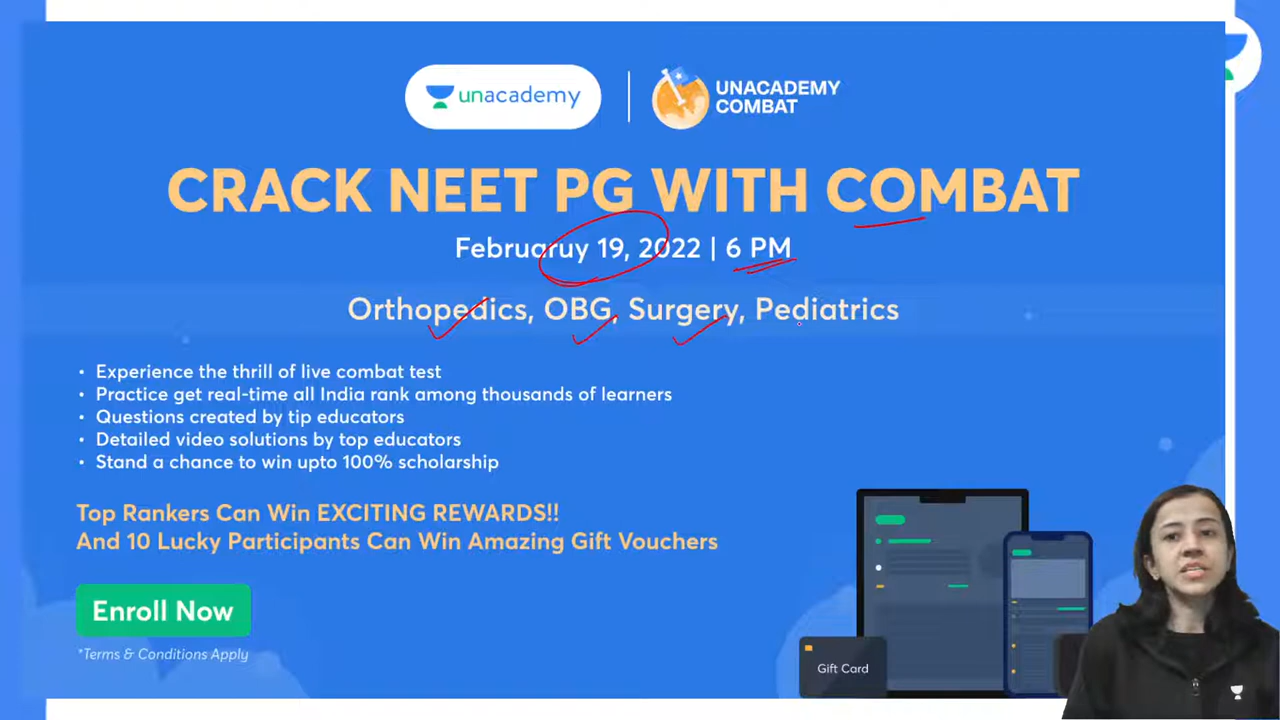 unacademy
UNACADEMY
COMBAT
CRACK NEET PG WITH COMBAT
Februaruy 19, 2022 | 6 PM
Orthopedics, OBG, Surgery, Pediatrics
• Experience the thrill of live combat test
• Practice get real-time all India rank among thousands of learners
• Questions created by tip educators
• Detailed video solutions by top educators
• Stand a chance to win upto 100% scholarship
Top Rankers Can Win EXCITING REWARDS!!
And 10 Lucky Participants Can Win Amazing Gift Vouchers
Enroll Now
*Terms & Conditions Apply
Gift Card